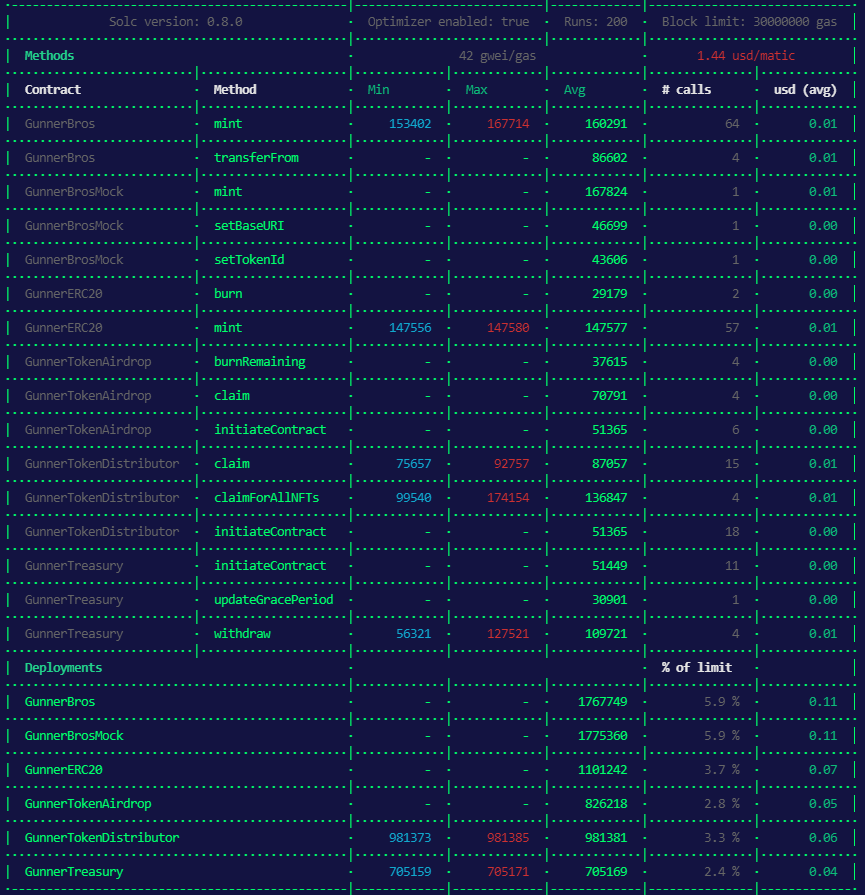 Solc version: 0.8.0 · Optimizer enabled: true · Runs: 200 · Block limit: 30000000 gas
Methods · 42 gwei/gas · 1.44 usd/matic
Contract · Method · Min · Max · Avg · # calls · usd (avg)
GunnerBros · mint · 153402 · 167714 · 160291 · 64 · 0.01
GunnerBros · transferFrom · - · - · 86602 · 4 · 0.01
GunnerBrosMock · mint · - · - · 167824 · 1 · 0.01
GunnerBrosMock · setBaseURI · - · - · 46699 · 1 · 0.00
GunnerBrosMock · setTokenId · - · - · 43606 · 1 · 0.00
GunnerERC20 · burn · - · - · 29179 · 2 · 0.00
GunnerERC20 · mint · 147556 · 147580 · 147577 · 57 · 0.01
GunnerTokenAirdrop · burnRemaining · - · - · 37615 · 4 · 0.00
GunnerTokenAirdrop · claim · - · - · 70791 · 4 · 0.00
GunnerTokenAirdrop · initiateContract · - · - · 51365 · 6 · 0.00
GunnerTokenDistributor · claim · 75657 · 92757 · 87057 · 15 · 0.01
GunnerTokenDistributor · claimForAllNFTs · 99540 · 174154 · 136847 · 4 · 0.01
GunnerTokenDistributor · initiateContract · - · - · 51365 · 18 · 0.00
GunnerTreasury · initiateContract · - · - · 51449 · 11 · 0.00
GunnerTreasury · updateGracePeriod · - · - · 30901 · 1 · 0.00
GunnerTreasury · withdraw · 56321 · 127521 · 109721 · 4 · 0.01
Deployments · · % of limit ·
GunnerBros · - · - · 1767749 · 5.9 % · 0.11
GunnerBrosMock · - · - · 1775360 · 5.9 % · 0.11
GunnerERC20 · - · - · 1101242 · 3.7 % · 0.07
GunnerTokenAirdrop · - · - · 826218 · 2.8 % · 0.05
GunnerTokenDistributor · 981373 · 981385 · 981381 · 3.3 % · 0.06
GunnerTreasury · 705159 · 705171 · 705169 · 2.4 % · 0.04